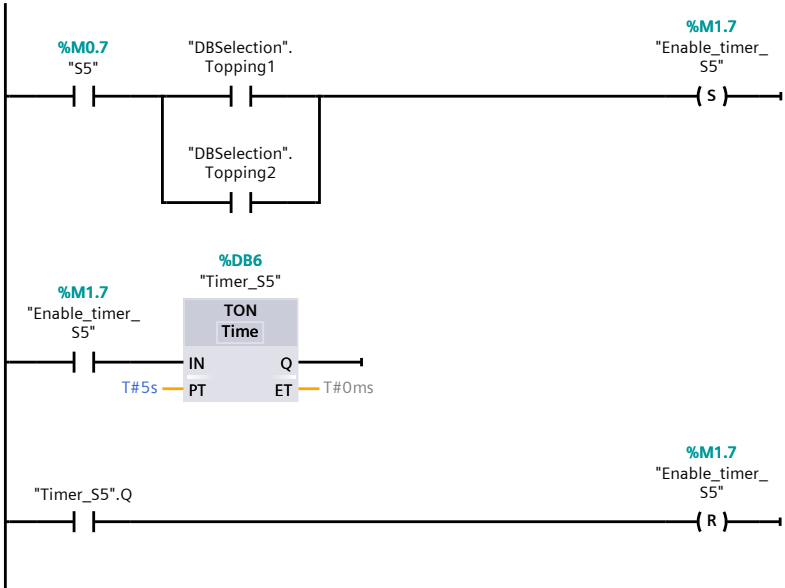 %M1.7
"Enable_timer_
S5"
%M0.7
"S5"
"DBSelection".
Topping1
S
"DBSelection".
Topping2
%DB6
"Timer_S5"
%M1.7
"Enable_timer_
S5"
TON
Time
IN
Q
T#5s
PT
ET
T#0ms
%M1.7
"Enable_timer_
S5"
"Timer_S5".Q
R